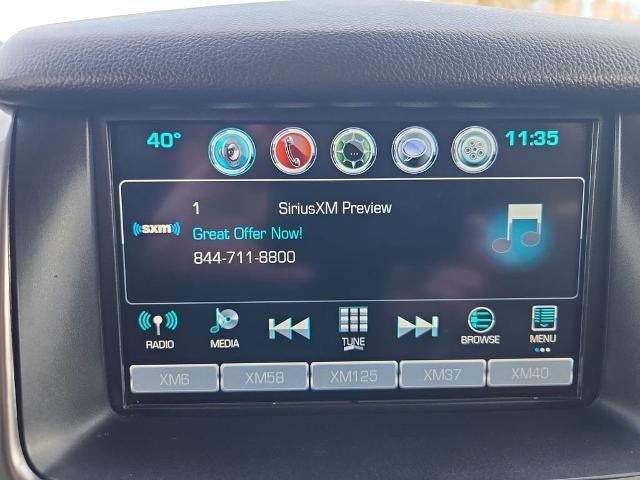 40° 11:35
1 SiriusXM Preview
((sxm)) Great Offer Now!
844-711-8800
RADIO MEDIA TUNE BROWSE MENU
XM6 XM58 XM125 XM37 XM40